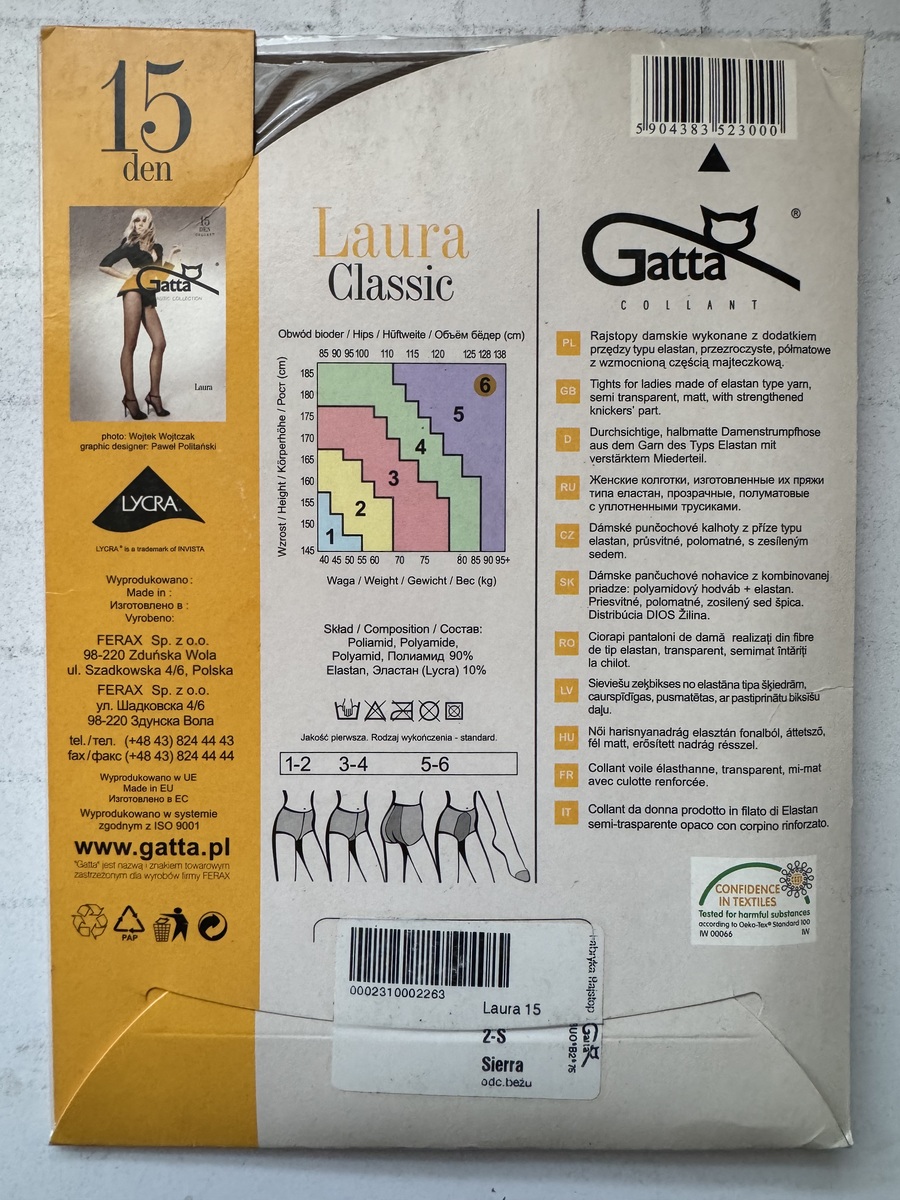 15
den
15
DEN
Gatta
Laura
photo: Wojtek Wojtczak
graphic designer: Paweł Politański
LYCRA®
LYCRA® is a trademark of INVISTA
Wyprodukowano:
Made in :
Изготовлено в :
Vyrobeno:
FERAX Sp. z o.o.
98-220 Zduńska Wola
ul. Szadkowska 4/6, Polska
FERAX Sp. z o.o.
ул. Шадковска 4/6
98-220 Здунска Вола
tel./тел. (+48 43) 824 44 43
fax/факс (+48 43) 824 44 44
Wyprodukowano w UE
Made in EU
Изготовлено в ЕС
Wyprodukowano w systemie
zgodnym z ISO 9001
www.gatta.pl
"Gatta" jest nazwą i znakiem towarowym
zastrzeżonym dla wyrobów firmy FERAX
PAP
Laura
Classic
Obwód bioder / Hips / Hüftweite / Объём бёдер (cm)
85 90 95 100 110 115 120 125 128 138
Wzrost / Height / Körperhöhe / Рост (cm)
185
180
175
170
165
160
155
150
145
1
2
3
4
5
6
40 45 50 55 60 70 75 80 85 90 95+
Waga / Weight / Gewicht / Вес (kg)
Skład / Composition / Состав:
Poliamid, Polyamide,
Polyamid, Полиамид 90%
Elastan, Эластан (Lycra) 10%
Jakość pierwsza. Rodzaj wykończenia - standard.
1-2 3-4 5-6
5 904383 523000
Gatta®
COLLANT
PL Rajstopy damskie wykonane z dodatkiem
przędzy typu elastan, przezroczyste, półmatowe
z wzmocnioną częścią majteczkową.
GB Tights for ladies made of elastan type yarn,
semi transparent, matt, with strengthened
knickers' part.
D Durchsichtige, halbmatte Damenstrumpfhose
aus dem Garn des Typs Elastan mit
verstärktem Miederteil.
RU Женские колготки, изготовленные их пряжи
типа еластан, прозрачные, полуматовые
с уплотненными трусиками.
CZ Dámské punčochové kalhoty z příze typu
elastan, průsvitné, polomatné, s zesíleným
sedem.
SK Dámske pančuchové nohavice z kombinovanej
priadze: polyamidový hodváb + elastan.
Priesvitné, polomatné, zosilený sed špica.
Distribúcia DIOS Žilina.
RO Ciorapi pantaloni de damă realizați din fibre
de tip elastan, transparent, semimat întăriți
la chilot.
LV Sieviešu zeķbikses no elastāna tipa šķiedrām,
caurspīdīgas, pusmatētas, ar pastiprinātu biksīšu
daļu.
HU Női harisnyanadrág elasztán fonalból, áttetsző,
fél matt, erősített nadrág résszel.
FR Collant voile élasthanne, transparent, mi-mat
avec culotte renforcée.
IT Collant da donna prodotto in filato di Elastan
semi-trasparente opaco con corpino rinforzato.
CONFIDENCE
IN TEXTILES
Tested for harmful substances
according to Oeko-Tex® Standard 100
IW 00066 IW
0002310002263
Laura 15
2-S
Sierra
odc.beżu
Fabryka Rajstop
Gatta